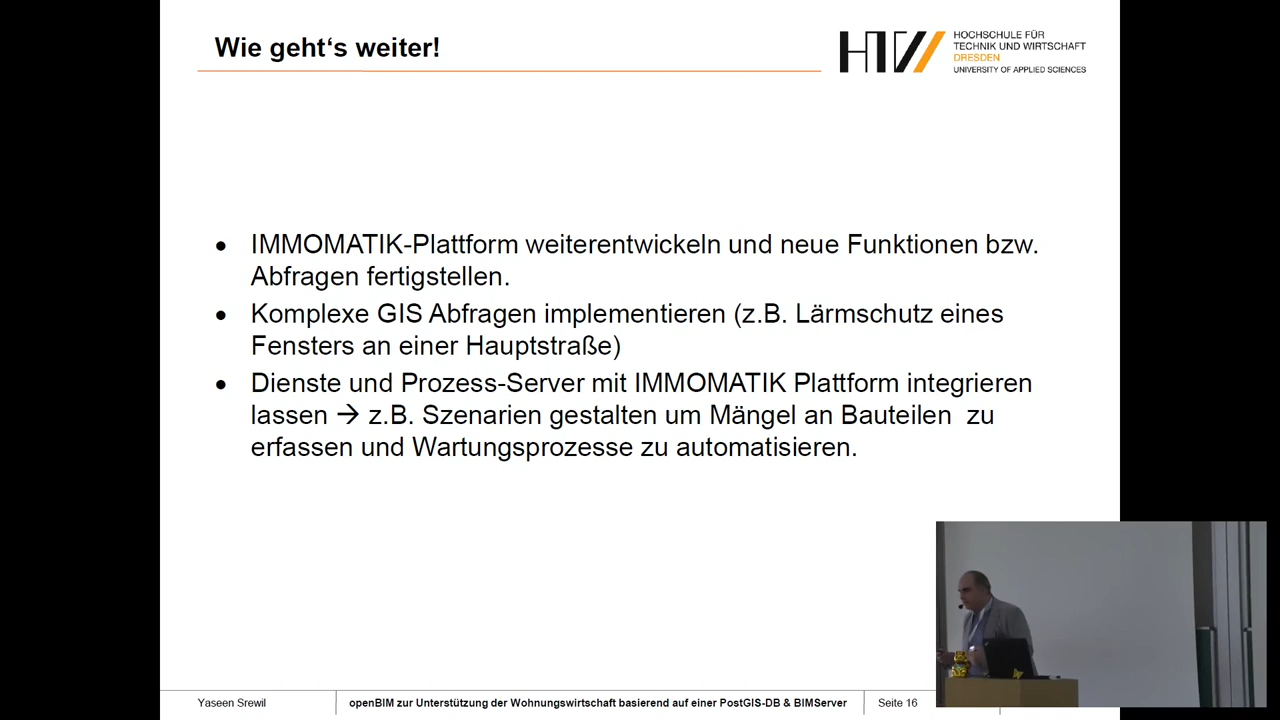 Wie geht‘s weiter!
HTW
HOCHSCHULE FÜR
TECHNIK UND WIRTSCHAFT
DRESDEN
UNIVERSITY OF APPLIED SCIENCES
• IMMOMATIK-Plattform weiterentwickeln und neue Funktionen bzw.
Abfragen fertigstellen.
• Komplexe GIS Abfragen implementieren (z.B. Lärmschutz eines
Fensters an einer Hauptstraße)
• Dienste und Prozess-Server mit IMMOMATIK Plattform integrieren
lassen → z.B. Szenarien gestalten um Mängel an Bauteilen zu
erfassen und Wartungsprozesse zu automatisieren.
Yaseen Srewil
openBIM zur Unterstützung der Wohnungswirtschaft basierend auf einer PostGIS-DB & BIMServer
Seite 16